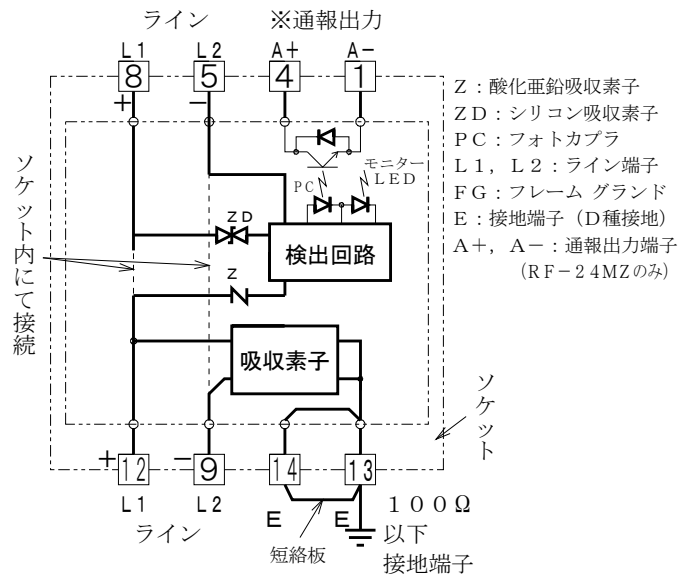 ライン ※通報出力
L1 L2 A+ A−
8 5 4 1
+ −
Z：酸化亜鉛吸収素子
ZD：シリコン吸収素子
PC：フォトカプラ
L1，L2：ライン端子
FG：フレーム グランド
E：接地端子（D種接地）
A+，A−：通報出力端子
（RF−24MZのみ）
モニター
LED
PC
ソケット内にて接続
ZD
検出回路
Z
吸収素子
ソケット
+ −
12 9 14 13
L1 L2 E E
ライン
短絡板
100Ω
以下
接地端子